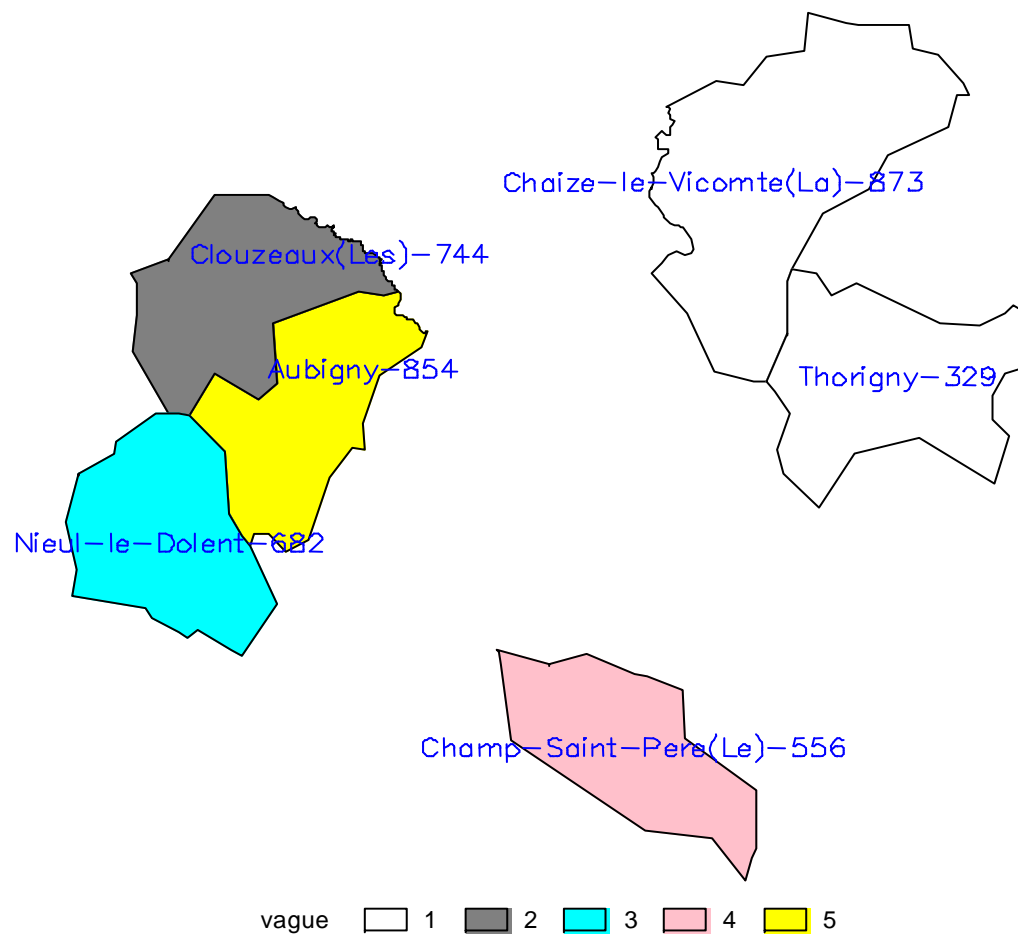 Chaize-le-Vicomte(La)-873
Clouzeaux(Les)-744
Aubigny-854
Thorigny-329
Nieul-le-Dolent-682
Champ-Saint-Pere(Le)-556
vague 1 2 3 4 5